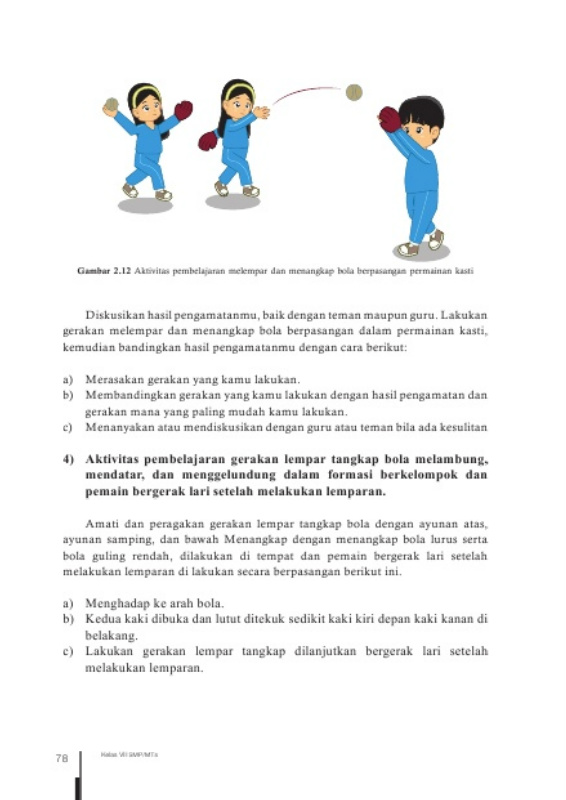 Gambar 2.12 Aktivitas pembelajaran melempar dan menangkap bola berpasangan permainan kasti
Diskusikan hasil pengamatanmu, baik dengan teman maupun guru. Lakukan
gerakan melempar dan menangkap bola berpasangan dalam permainan kasti,
kemudian bandingkan hasil pengamatanmu dengan cara berikut:
a) Merasakan gerakan yang kamu lakukan.
b) Membandingkan gerakan yang kamu lakukan dengan hasil pengamatan dan
gerakan mana yang paling mudah kamu lakukan.
c) Menanyakan atau mendiskusikan dengan guru atau teman bila ada kesulitan
4) Aktivitas pembelajaran gerakan lempar tangkap bola melambung,
mendatar, dan menggelundung dalam formasi berkelompok dan
pemain bergerak lari setelah melakukan lemparan.
Amati dan peragakan gerakan lempar tangkap bola dengan ayunan atas,
ayunan samping, dan bawah Menangkap dengan menangkap bola lurus serta
bola guling rendah, dilakukan di tempat dan pemain bergerak lari setelah
melakukan lemparan di lakukan secara berpasangan berikut ini.
a) Menghadap ke arah bola.
b) Kedua kaki dibuka dan lutut ditekuk sedikit kaki kiri depan kaki kanan di
belakang.
c) Lakukan gerakan lempar tangkap dilanjutkan bergerak lari setelah
melakukan lemparan.
78
Kelas VII SMP/MTs